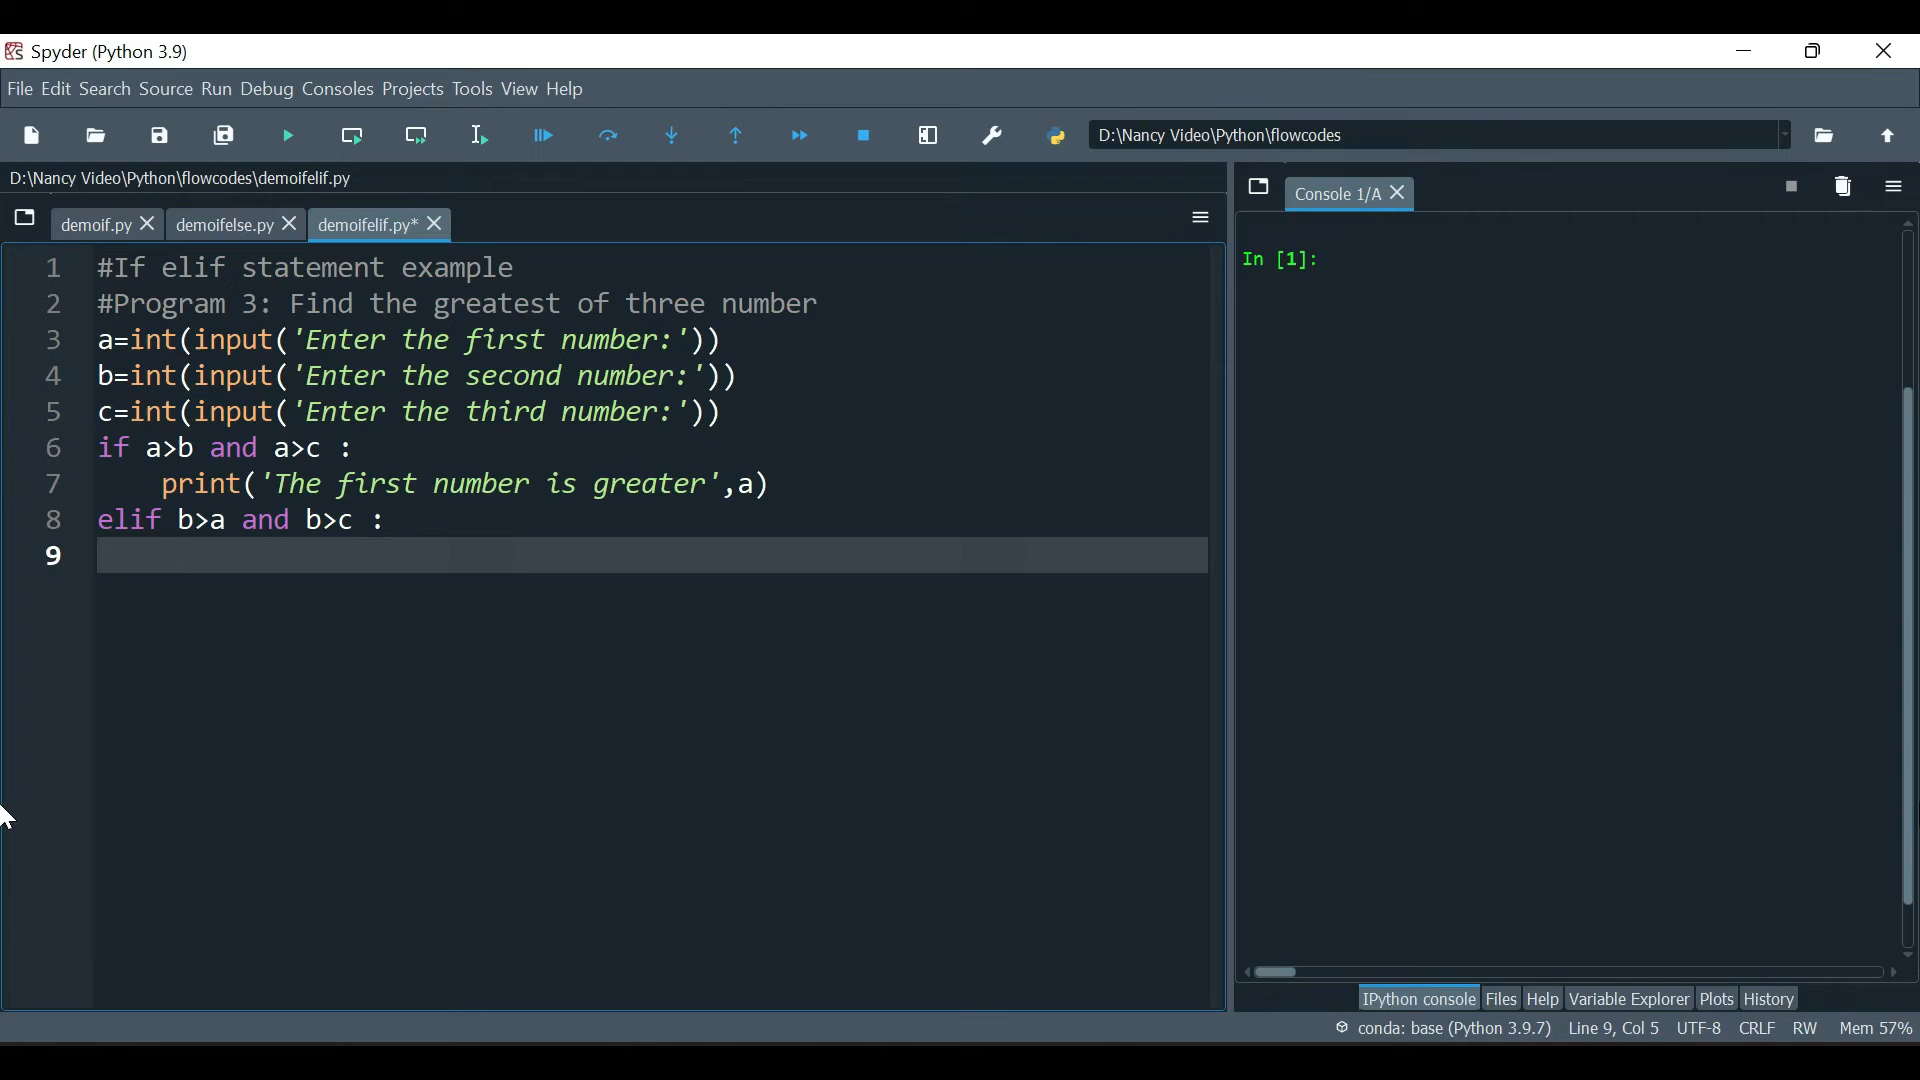 Spyder (Python 3.9)
File Edit Search Source Run Debug Consoles Projects Tools View Help
D:\Nancy Video\Python\flowcodes
D:\Nancy Video\Python\flowcodes\demoifelif.py
demoif.py demoifelse.py demoifelif.py*
1 #If elif statement example
2 #Program 3: Find the greatest of three number
3 a=int(input('Enter the first number:'))
4 b=int(input('Enter the second number:'))
5 c=int(input('Enter the third number:'))
6 if a>b and a>c :
7     print('The first number is greater',a)
8 elif b>a and b>c :
9
Console 1/A
In [1]:
IPython console Files Help Variable Explorer Plots History
conda: base (Python 3.9.7) Line 9, Col 5 UTF-8 CRLF RW Mem 57%